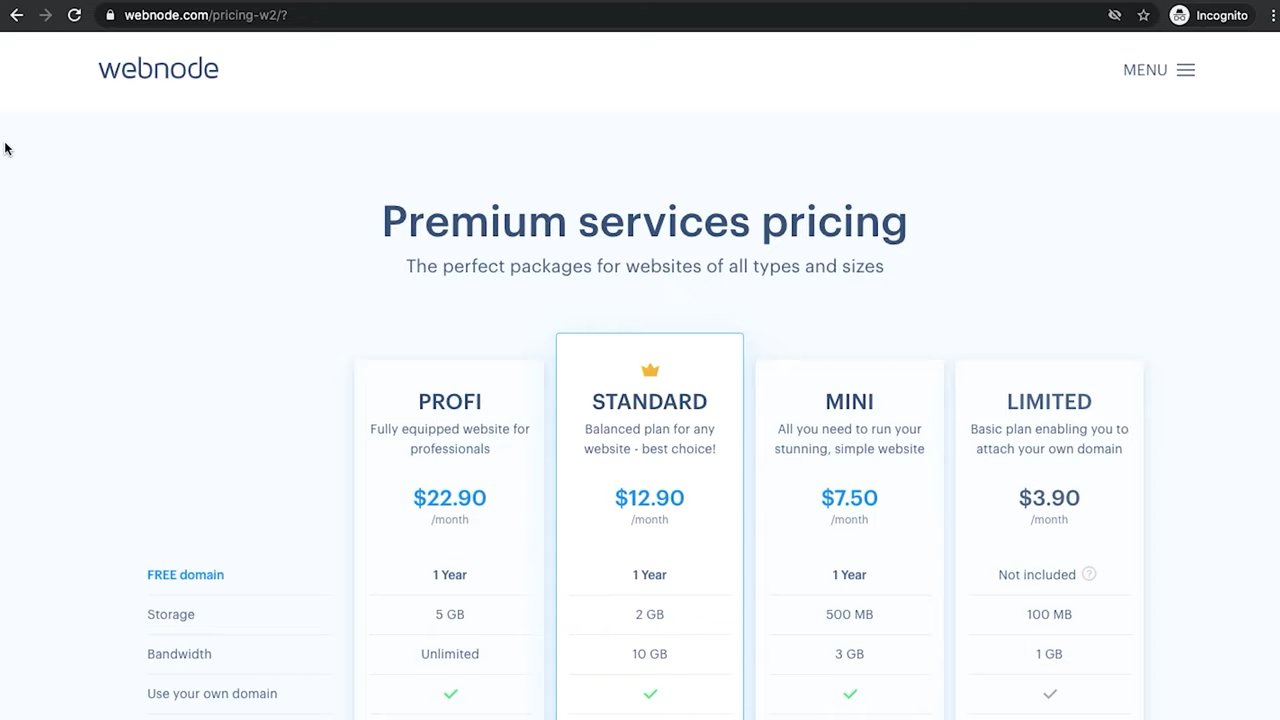 webnode.com/pricing-w2/?
Incognito
webnode
MENU
Premium services pricing
The perfect packages for websites of all types and sizes
PROFI
Fully equipped website for
professionals
$22.90
/month
STANDARD
Balanced plan for any
website - best choice!
$12.90
/month
MINI
All you need to run your
stunning, simple website
$7.50
/month
LIMITED
Basic plan enabling you to
attach your own domain
$3.90
/month
FREE domain 1 Year 1 Year 1 Year Not included ?
Storage 5 GB 2 GB 500 MB 100 MB
Bandwidth Unlimited 10 GB 3 GB 1 GB
Use your own domain